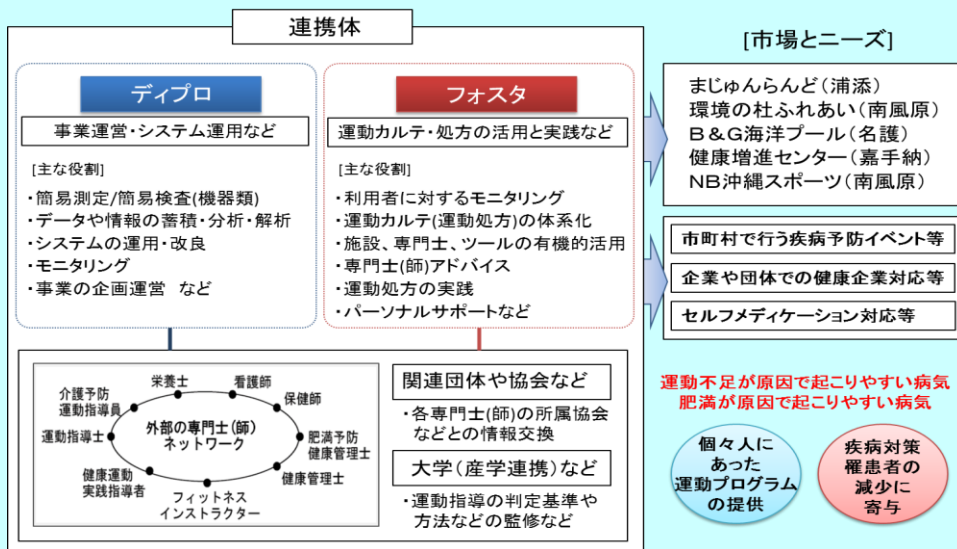 連携体
ディプロ
事業運営・システム運用など
[主な役割]
・簡易測定/簡易検査(機器類)
・データや情報の蓄積・分析・解析
・システムの運用・改良
・モニタリング
・事業の企画運営 など
フォスタ
運動カルテ・処方の活用と実践など
[主な役割]
・利用者に対するモニタリング
・運動カルテ(運動処方)の体系化
・施設、専門士、ツールの有機的活用
・専門士(師)アドバイス
・運動処方の実践
・パーソナルサポートなど
外部の専門士(師)
ネットワーク
栄養士
看護師
保健師
肥満予防
健康管理士
健康管理士
フィットネス
インストラクター
健康運動
実践指導者
運動指導士
介護予防
運動指導員
関連団体や協会など
・各専門士(師)の所属協会
などとの情報交換
大学(産学連携)など
・運動指導の判定基準や
方法などの監修など
[市場とニーズ]
まじゅんらんど(浦添)
環境の杜ふれあい(南風原)
B&G海洋プール(名護)
健康増進センター(嘉手納)
NB沖縄スポーツ(南風原)
市町村で行う疾病予防イベント等
企業や団体での健康企業対応等
セルフメディケーション対応等
運動不足が原因で起こりやすい病気
肥満が原因で起こりやすい病気
個々人に
あった
運動プログラム
の提供
疾病対策
罹患者の
減少に
寄与